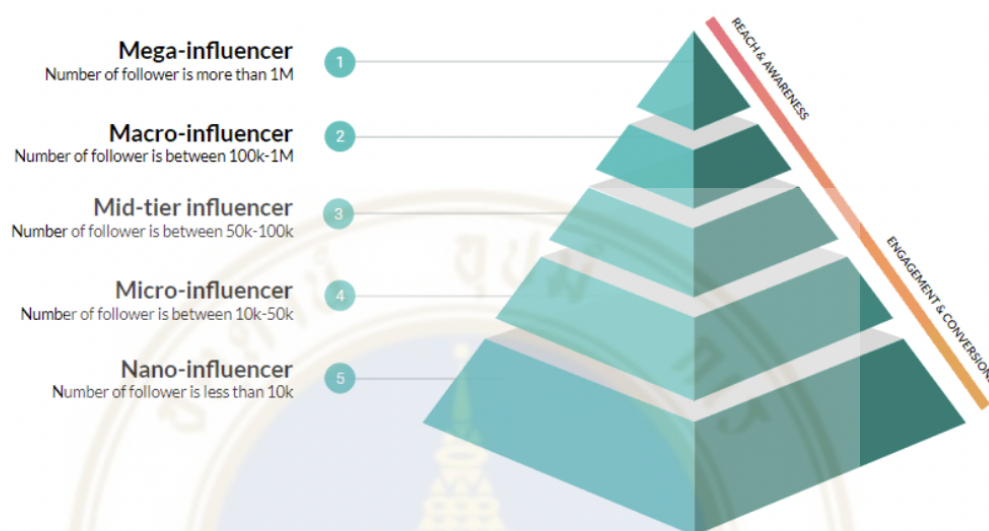 Mega-influencer
Number of follower is more than 1M
1
Macro-influencer
Number of follower is between 100k-1M
2
Mid-tier influencer
Number of follower is between 50k-100k
3
Micro-influencer
Number of follower is between 10k-50k
4
Nano-influencer
Number of follower is less than 10k
5
REACH & AWARENESS
ENGAGEMENT & CONVERSIONS